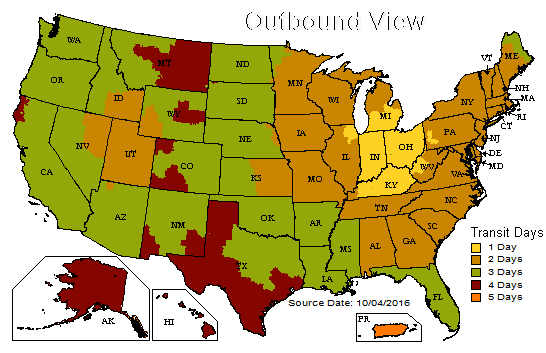 Outbound View
WA
MT
ND
OR
ID
WY
SD
MN
WI
MI
VT
ME
NY
NH
MA
RI
CT
NJ
DE
MD
PA
NV
UT
CO
NE
IA
IL
IN
OH
WV
VA
CA
AZ
NM
KS
MO
KY
TN
NC
SC
OK
AR
MS
AL
GA
TX
LA
FL
AK
HI
PR
Source Date: 10/04/2016
Transit Days
1 Day
2 Days
3 Days
4 Days
5 Days